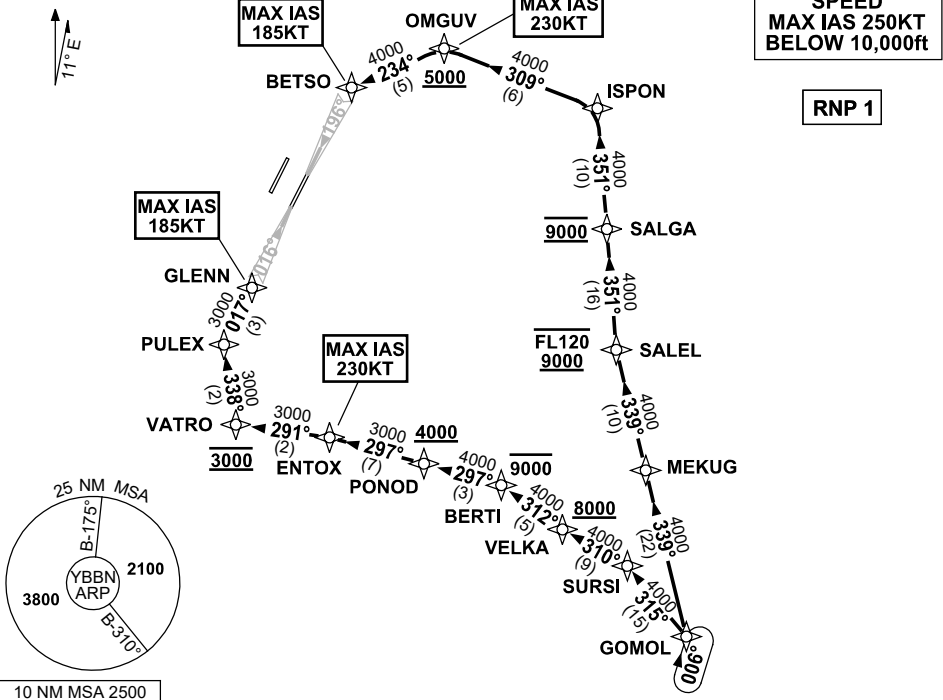 MAX IAS
185KT
OMGUV
MAX IAS
230KT
SPEED
MAX IAS 250KT
BELOW 10,000ft
11° E
BETSO
4000
234°
(5)
5000
4000
309°
(6)
ISPON
RNP 1
196°
4000
351°
(10)
MAX IAS
185KT
9000
SALGA
016°
GLENN
4000
351°
(16)
3000
017°
(3)
PULEX
MAX IAS
230KT
FL120
9000
SALEL
3000
338°
(2)
4000
339°
(10)
VATRO
3000
291°
(2)
3000
ENTOX
3000
297°
(7)
4000
PONOD
4000
297°
(3)
9000
BERTI
MEKUG
4000
312°
(5)
8000
VELKA
4000
310°
(9)
SURSI
4000
339°
(22)
4000
315°
(15)
GOMOL
006°
25 NM MSA
B-175°
YBBN
ARP
2100
3800
B-310°
10 NM MSA 2500